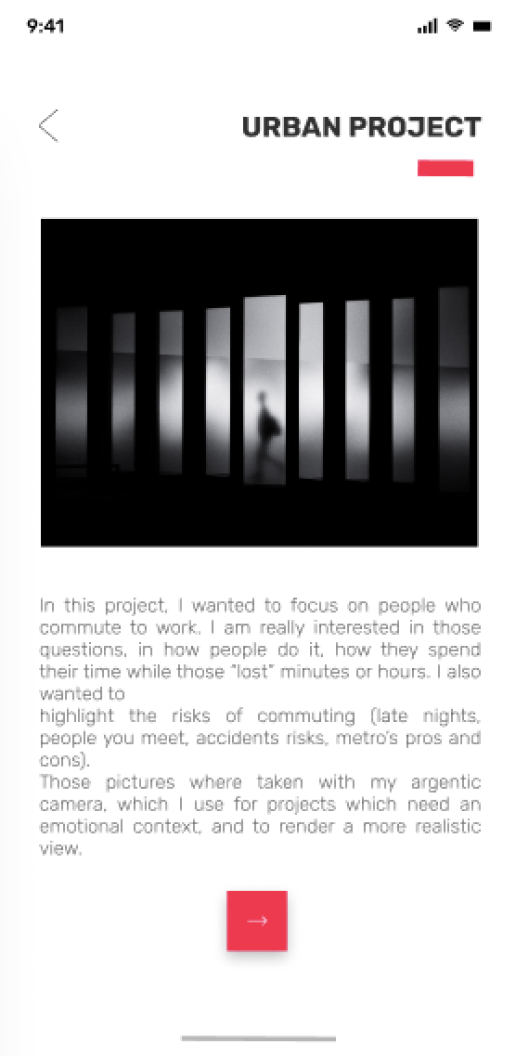 9:41
URBAN PROJECT
In this project, I wanted to focus on people who
commute to work. I am really interested in those
questions, in how people do it, how they spend
their time while those "lost" minutes or hours. I also
wanted to
highlight the risks of commuting (late nights,
people you meet, accidents risks, metro's pros and
cons).
Those pictures where taken with my argentic
camera, which I use for projects which need an
emotional context, and to render a more realistic
view.